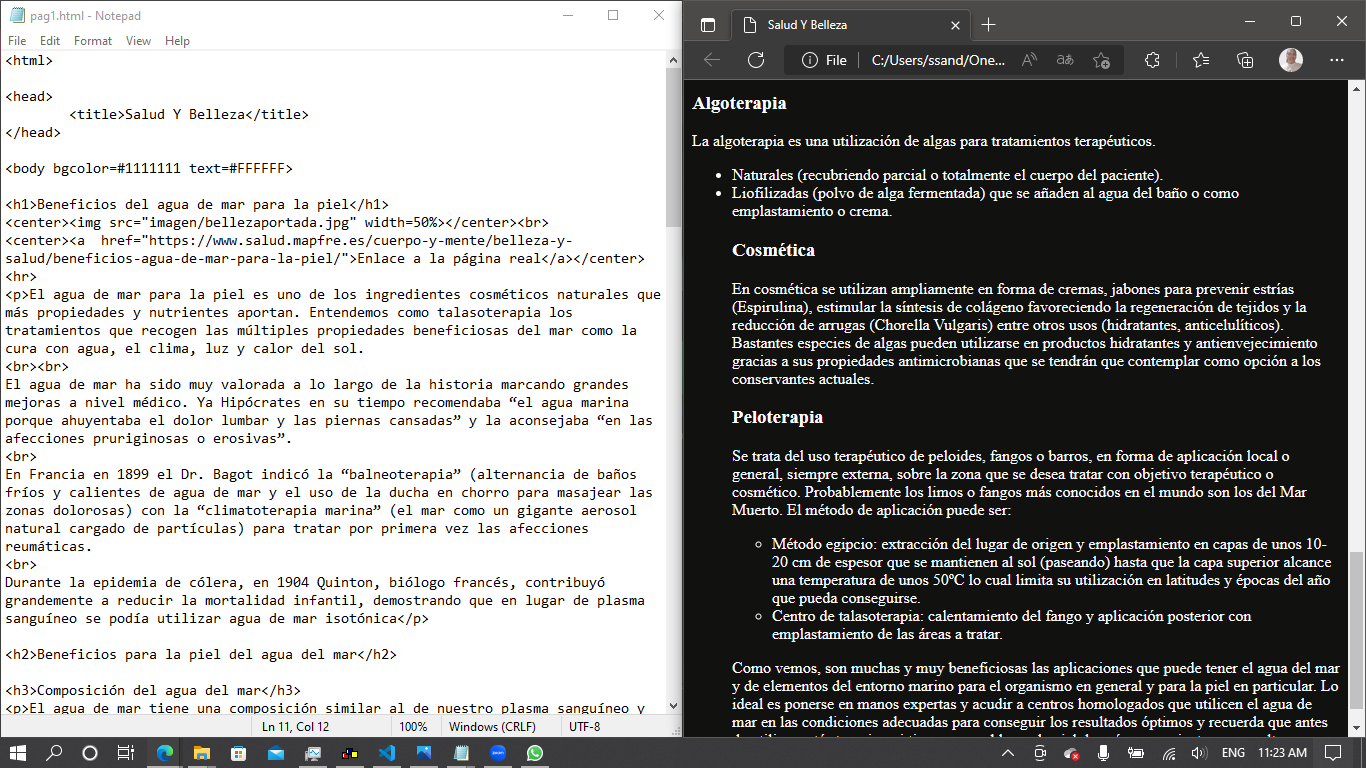 pag1.html - Notepad
File Edit Format View Help
<html>
<head>
<title>Salud Y Belleza</title>
</head>
<body bgcolor=#1111111 text=#FFFFFF>
<h1>Beneficios del agua de mar para la piel</h1>
<center><img src="imagen/bellezaportada.jpg" width=50%></center><br>
<center><a  href="https://www.salud.mapfre.es/cuerpo-y-mente/belleza-y-
salud/beneficios-agua-de-mar-para-la-piel/">Enlace a la página real</a></center>
<hr>
<p>El agua de mar para la piel es uno de los ingredientes cosméticos naturales que
más propiedades y nutrientes aportan. Entendemos como talasoterapia los
tratamientos que recogen las múltiples propiedades beneficiosas del mar como la
cura con agua, el clima, luz y calor del sol.
<br><br>
El agua de mar ha sido muy valorada a lo largo de la historia marcando grandes
mejoras a nivel médico. Ya Hipócrates en su tiempo recomendaba “el agua marina
porque ahuyentaba el dolor lumbar y las piernas cansadas” y la aconsejaba “en las
afecciones pruriginosas o erosivas”.
<br>
En Francia en 1899 el Dr. Bagot indicó la “balneoterapia” (alternancia de baños
fríos y calientes de agua de mar y el uso de la ducha en chorro para masajear las
zonas dolorosas) con la “climatoterapia marina” (el mar como un gigante aerosol
natural cargado de partículas) para tratar por primera vez las afecciones
reumáticas.
<br>
Durante la epidemia de cólera, en 1904 Quinton, biólogo francés, contribuyó
grandemente a reducir la mortalidad infantil, demostrando que en lugar de plasma
sanguíneo se podía utilizar agua de mar isotónica</p>
<h2>Beneficios para la piel del agua del mar</h2>
<h3>Composición del agua del mar</h3>
<p>El agua de mar tiene una composición similar al de nuestro plasma sanguíneo y
Ln 11, Col 12 100% Windows (CRLF) UTF-8
Salud Y Belleza
File C:/Users/ssand/One...
Algoterapia
La algoterapia es una utilización de algas para tratamientos terapéuticos.
Naturales (recubriendo parcial o totalmente el cuerpo del paciente).
Liofilizadas (polvo de alga fermentada) que se añaden al agua del baño o como
emplastamiento o crema.
Cosmética
En cosmética se utilizan ampliamente en forma de cremas, jabones para prevenir estrías
(Espirulina), estimular la síntesis de colágeno favoreciendo la regeneración de tejidos y la
reducción de arrugas (Chorella Vulgaris) entre otros usos (hidratantes, anticelulíticos).
Bastantes especies de algas pueden utilizarse en productos hidratantes y antienvejecimiento
gracias a sus propiedades antimicrobianas que se tendrán que contemplar como opción a los
conservantes actuales.
Peloterapia
Se trata del uso terapéutico de peloides, fangos o barros, en forma de aplicación local o
general, siempre externa, sobre la zona que se desea tratar con objetivo terapéutico o
cosmético. Probablemente los limos o fangos más conocidos en el mundo son los del Mar
Muerto. El método de aplicación puede ser:
Método egipcio: extracción del lugar de origen y emplastamiento en capas de unos 10-
20 cm de espesor que se mantienen al sol (paseando) hasta que la capa superior alcance
una temperatura de unos 50ºC lo cual limita su utilización en latitudes y épocas del año
que pueda conseguirse.
Centro de talasoterapia: calentamiento del fango y aplicación posterior con
emplastamiento de las áreas a tratar.
Como vemos, son muchas y muy beneficiosas las aplicaciones que puede tener el agua del mar
y de elementos del entorno marino para el organismo en general y para la piel en particular. Lo
ideal es ponerse en manos expertas y acudir a centros homologados que utilicen el agua de
mar en las condiciones adecuadas para conseguir los resultados óptimos y recuerda que antes
ENG 11:23 AM